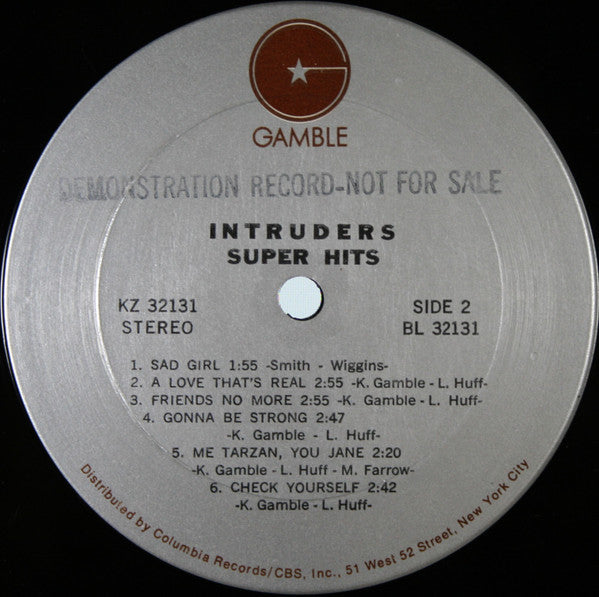 GAMBLE
DEMONSTRATION RECORD-NOT FOR SALE
INTRUDERS
SUPER HITS
KZ 32131
STEREO
SIDE 2
BL 32131
1. SAD GIRL 1:55 -Smith - Wiggins-
2. A LOVE THAT'S REAL 2:55 -K. Gamble - L. Huff-
3. FRIENDS NO MORE 2:55 -K. Gamble - L. Huff-
4. GONNA BE STRONG 2:47
-K. Gamble - L. Huff-
5. ME TARZAN, YOU JANE 2:20
-K. Gamble - L. Huff - M. Farrow-
6. CHECK YOURSELF 2:42
-K. Gamble - L. Huff-
Distributed by Columbia Records/CBS, Inc., 51 West 52 Street, New York City